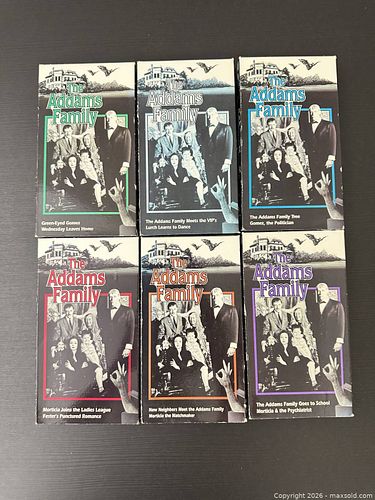 The
Addams
Family
Green-Eyed Gomez
Wednesday Leaves Home
The
Addams
Family
The Addams Family Meets the VIP's
Lurch Learns to Dance
The
Addams
Family
The Addams Family Tree
Gomez, the Politician
The
Addams
Family
Morticia Joins the Ladies League
Fester's Punctured Romance
The
Addams
Family
New Neighbors Meet the Addams Family
Morticia the Matchmaker
The
Addams
Family
The Addams Family Goes to School
Morticia & the Psychiatrist
Copyright 2026 - maxsold.com